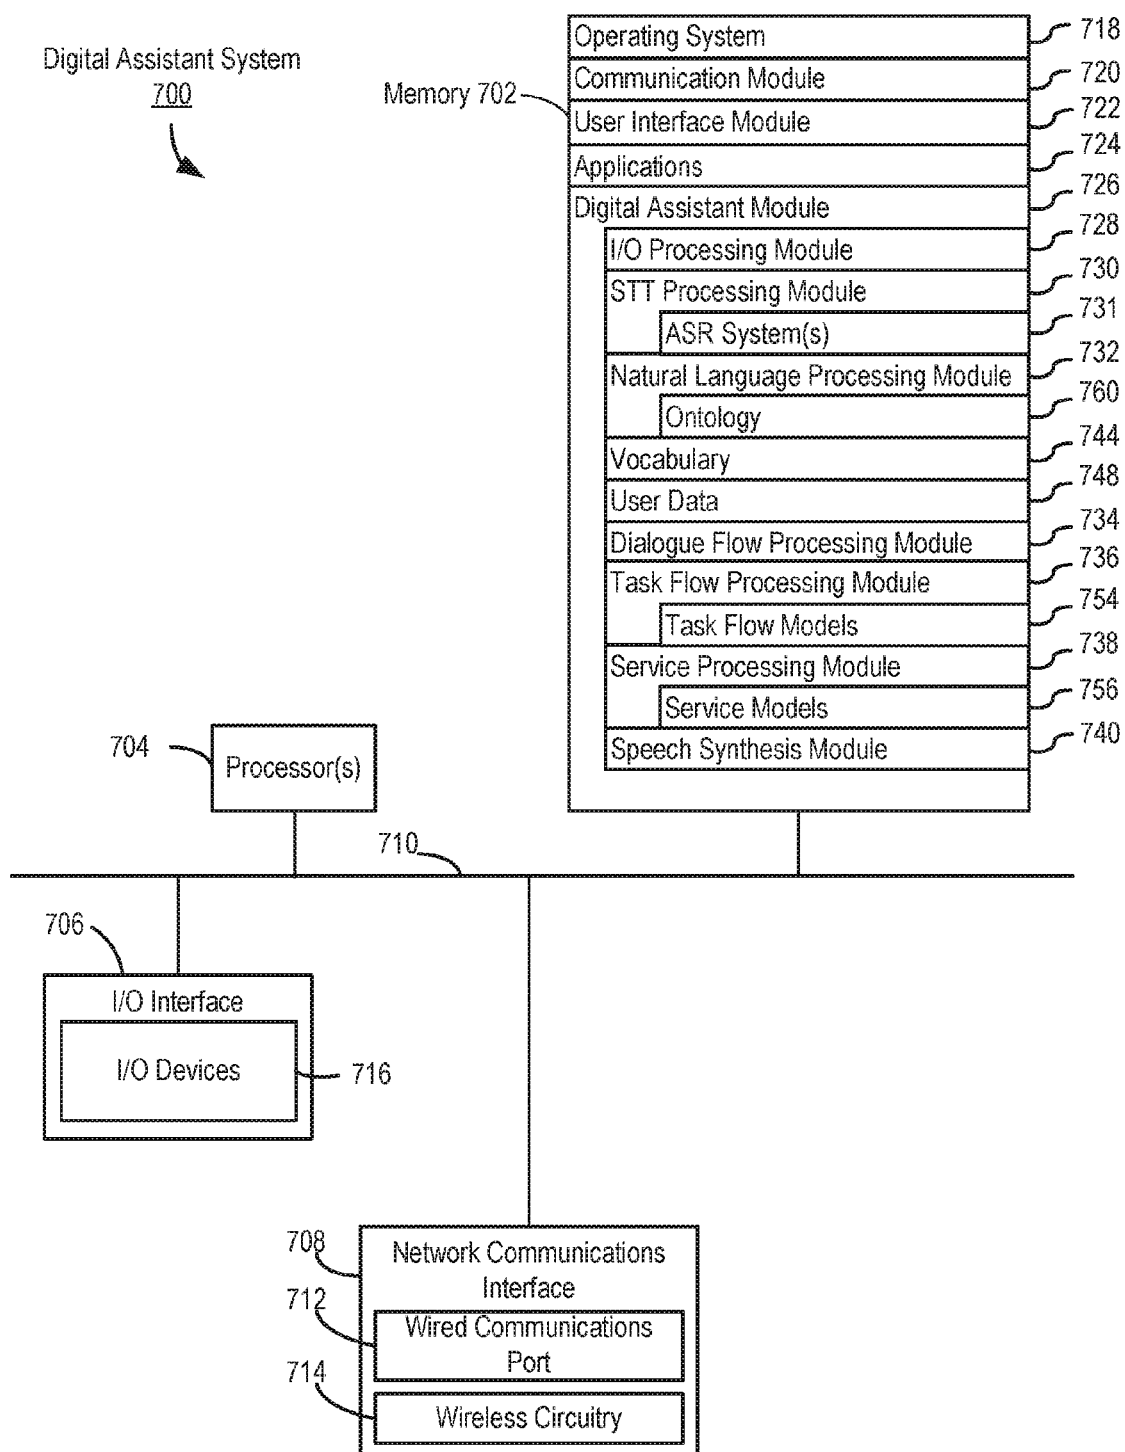 Digital Assistant System
700
Memory 702
Operating System 718
Communication Module 720
User Interface Module 722
Applications 724
Digital Assistant Module 726
I/O Processing Module 728
STT Processing Module 730
ASR System(s) 731
Natural Language Processing Module 732
Ontology 760
Vocabulary 744
User Data 748
Dialogue Flow Processing Module 734
Task Flow Processing Module 736
Task Flow Models 754
Service Processing Module 738
Service Models 756
Speech Synthesis Module 740
704
Processor(s)
710
706
I/O Interface
I/O Devices
716
708
Network Communications
Interface
712
Wired Communications
Port
714
Wireless Circuitry